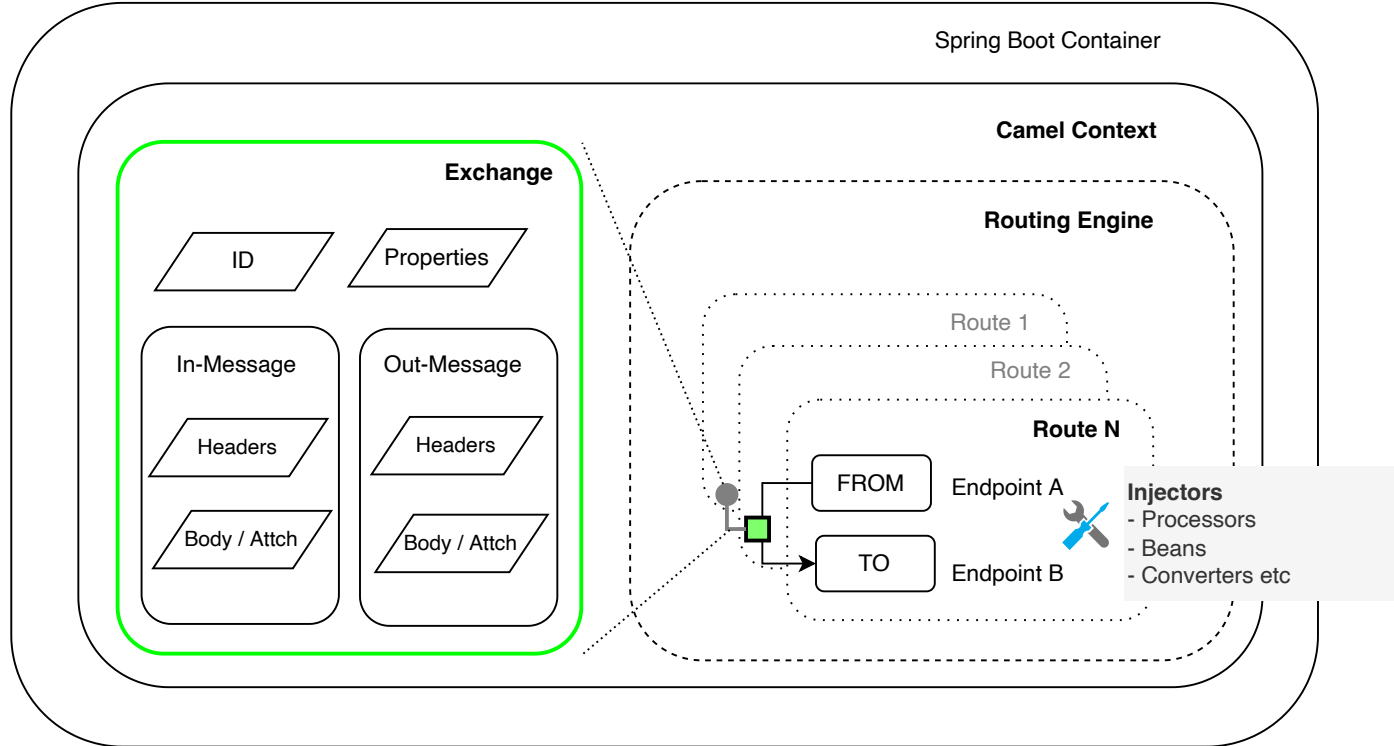 Spring Boot Container
Camel Context
Exchange
ID
Properties
In-Message
Headers
Body / Attch
Out-Message
Headers
Body / Attch
Routing Engine
Route 1
Route 2
Route N
FROM
Endpoint A
TO
Endpoint B
Injectors
- Processors
- Beans
- Converters etc